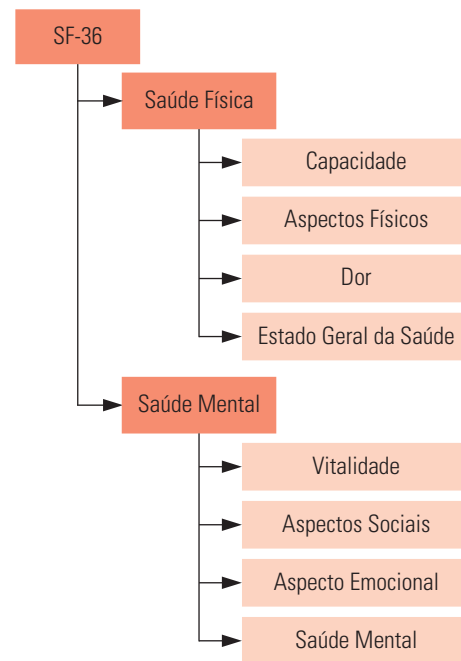 SF-36
Saúde Física
Capacidade
Aspectos Físicos
Dor
Estado Geral da Saúde
Saúde Mental
Vitalidade
Aspectos Sociais
Aspecto Emocional
Saúde Mental